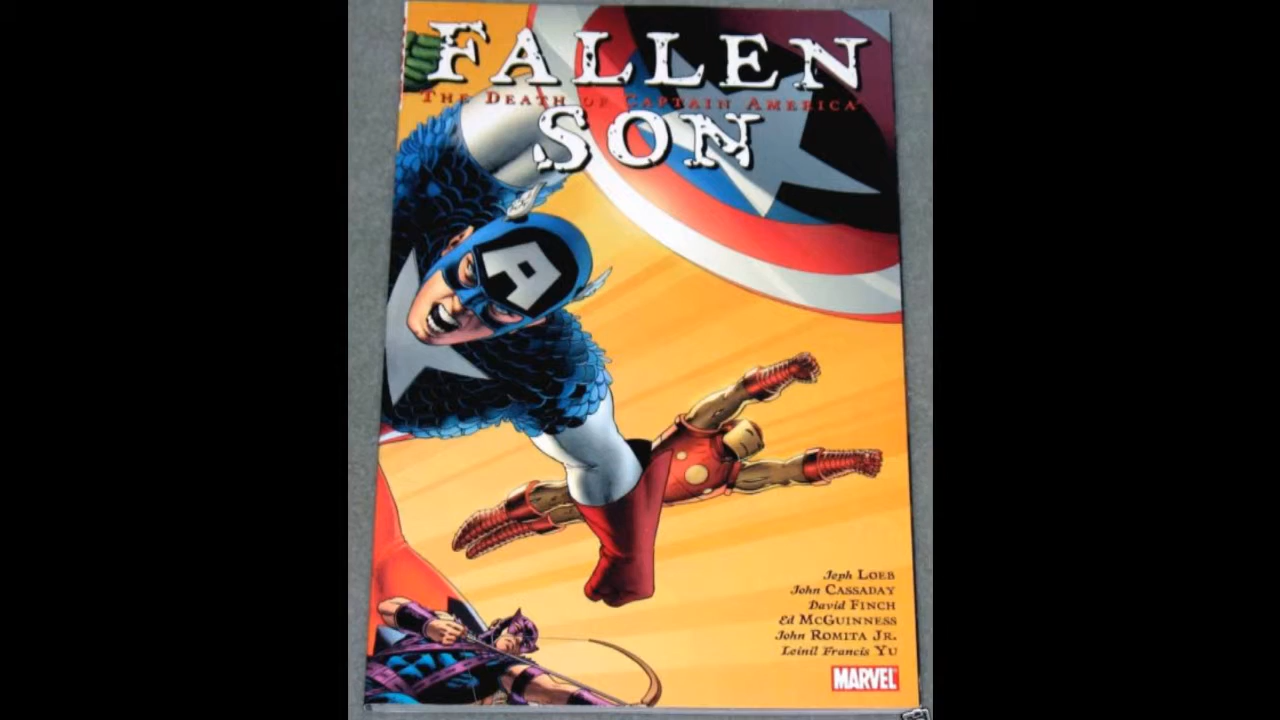 FALLEN
THE DEATH OF CAPTAIN AMERICA
SON
A
Jeph LOEB
John CASSADAY
David FINCH
Ed MCGUINNESS
John ROMITA JR.
Leinil Francis YU
MARVEL